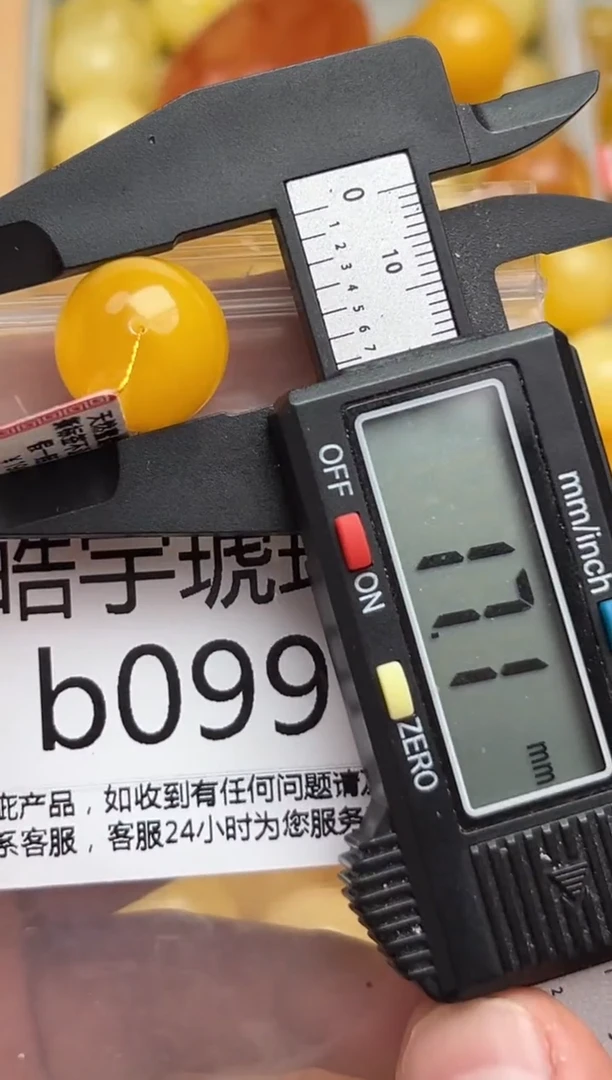 0
1 2 3 4 5 6 7
10
OFF
ON
ZERO
mm/inch
17.1
mm
皓宇琥
b099
此产品，如收到有任何问题请
系客服，客服24小时为您服务